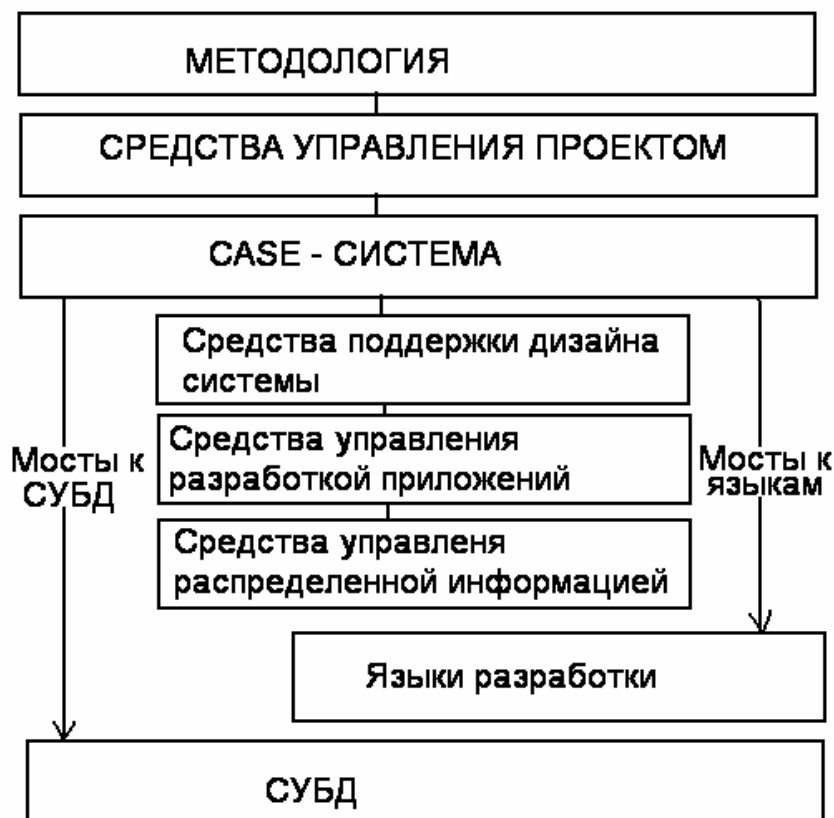 МЕТОДОЛОГИЯ
СРЕДСТВА УПРАВЛЕНИЯ ПРОЕКТОМ
CASE - СИСТЕМА
Средства поддержки дизайна
системы
Средства управления
разработкой приложений
Мосты к
СУБД
Мосты к
языкам
Средства управленя
распределенной информацией
Языки разработки
СУБД